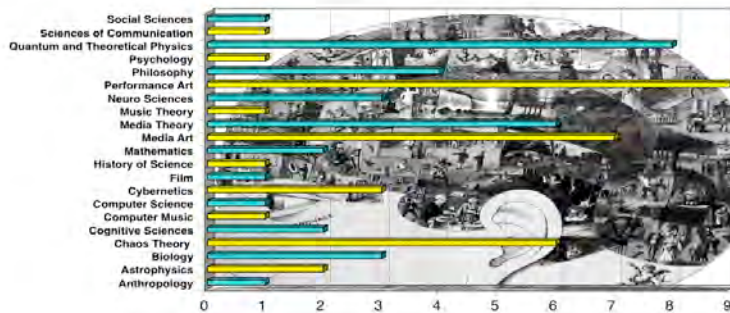 Social Sciences
Sciences of Communication
Quantum and Theoretical Physics
Psychology
Philosophy
Performance Art
Neuro Sciences
Music Theory
Media Theory
Media Art
Mathematics
History of Science
Film
Cybernetics
Computer Science
Computer Music
Cognitive Sciences
Chaos Theory
Biology
Astrophysics
Anthropology
0 1 2 3 4 5 6 7 8 9